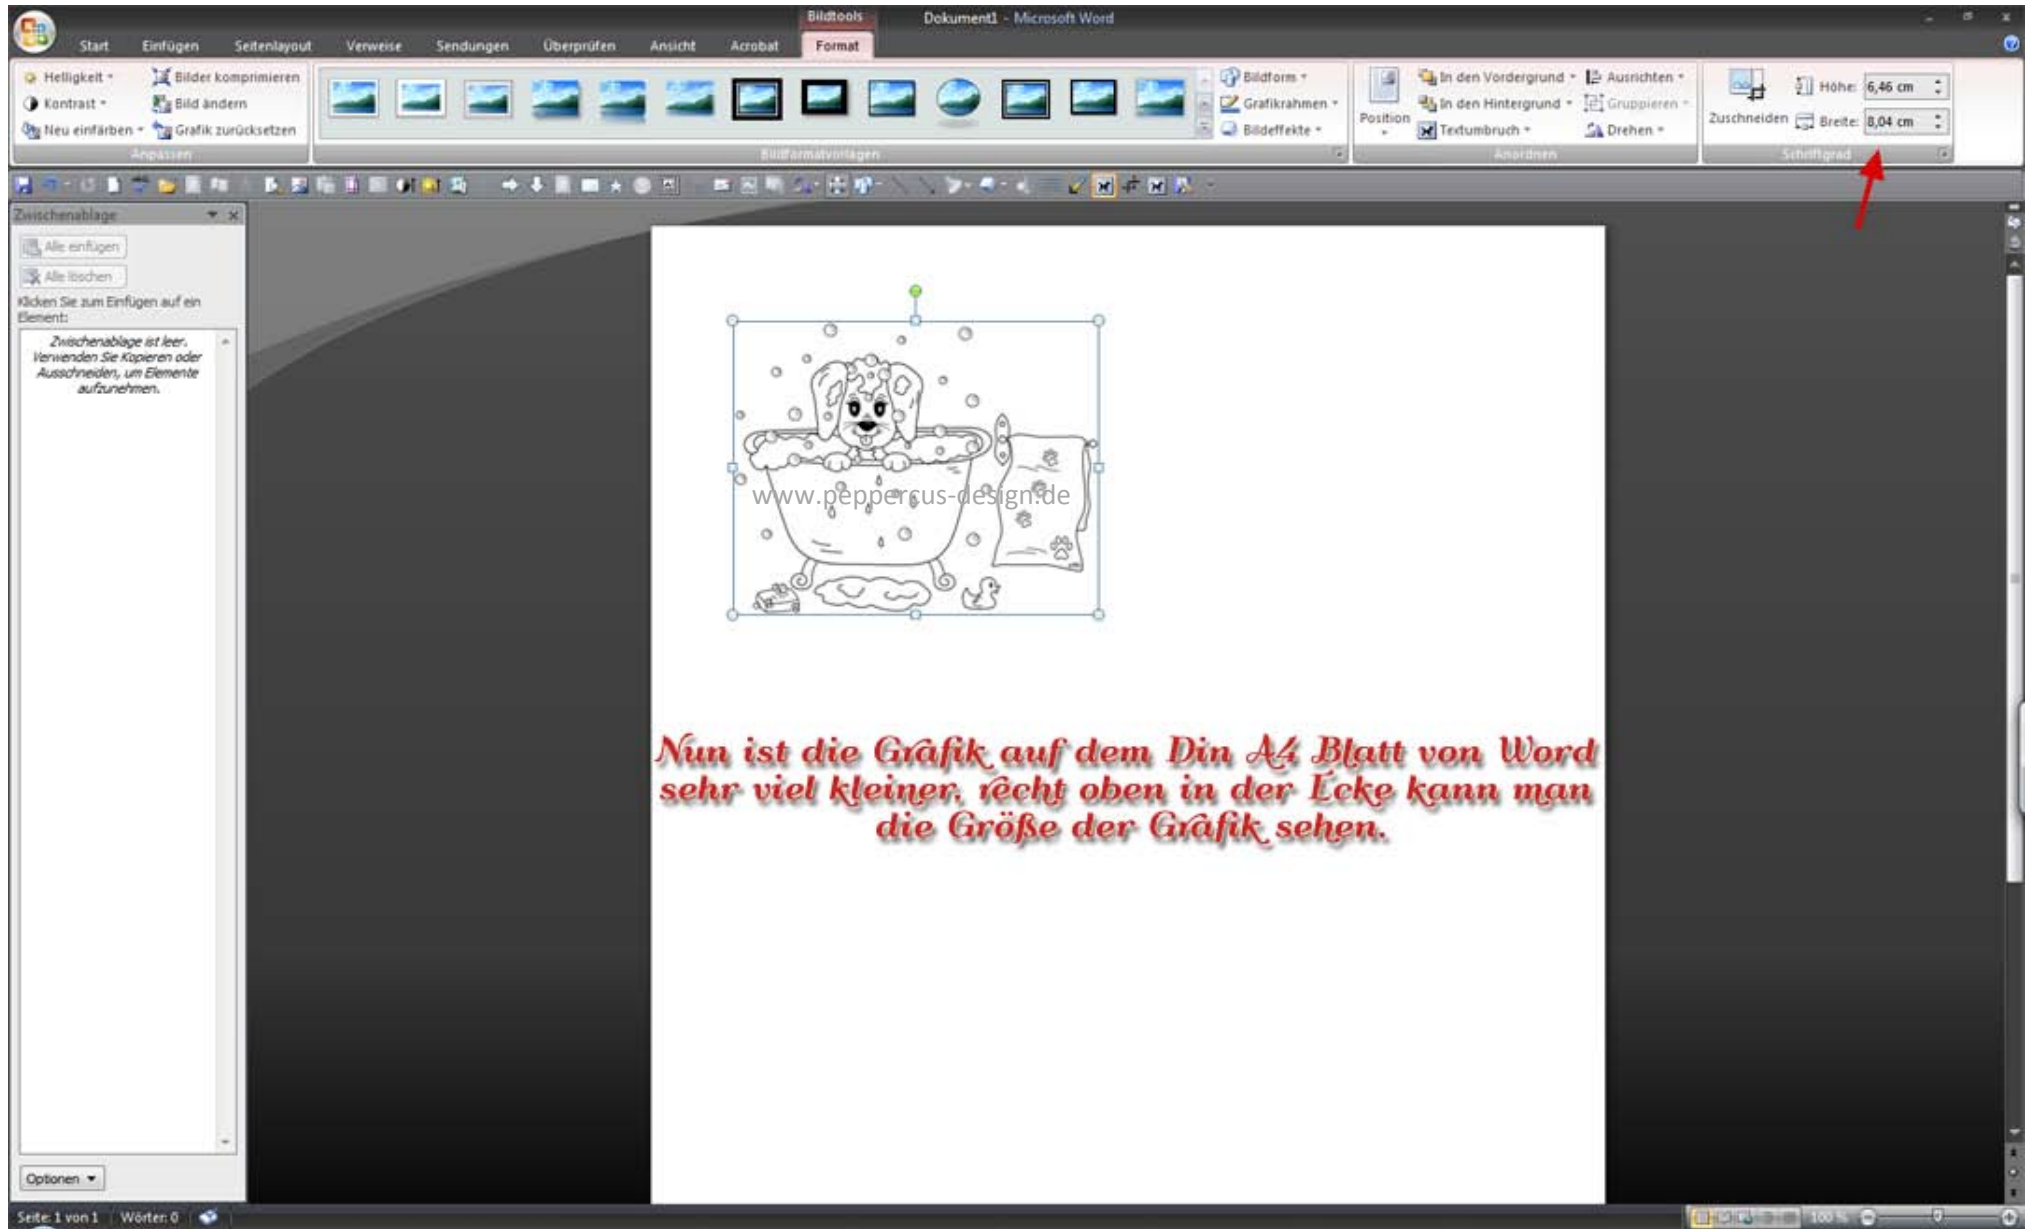 Bildtools
Dokument1 - Microsoft Word
Start Einfügen Seitenlayout Verweise Sendungen Überprüfen Ansicht Acrobat Format
Helligkeit
Kontrast
Neu einfärben
Bilder komprimieren
Bild ändern
Grafik zurücksetzen
Anpassen
Bildform
Grafikrahmen
Bildeffekte
Bildformatvorlagen
Position
In den Vordergrund
In den Hintergrund
Textumbruch
Ausrichten
Gruppieren
Drehen
Anordnen
Zuschneiden
Höhe: 6,46 cm
Breite: 8,04 cm
Schriftgrad
Zwischenablage
Alle einfügen
Alle löschen
Klicken Sie zum Einfügen auf ein
Element:
Zwischenablage ist leer.
Verwenden Sie Kopieren oder
Ausschneiden, um Elemente
aufzunehmen.
www.peppercus-design.de
Nun ist die Grafik auf dem Din A4 Blatt von Word
sehr viel kleiner. recht oben in der Ecke kann man
die Größe der Grafik sehen.
Optionen
Seite: 1 von 1 Wörter: 0
100 %